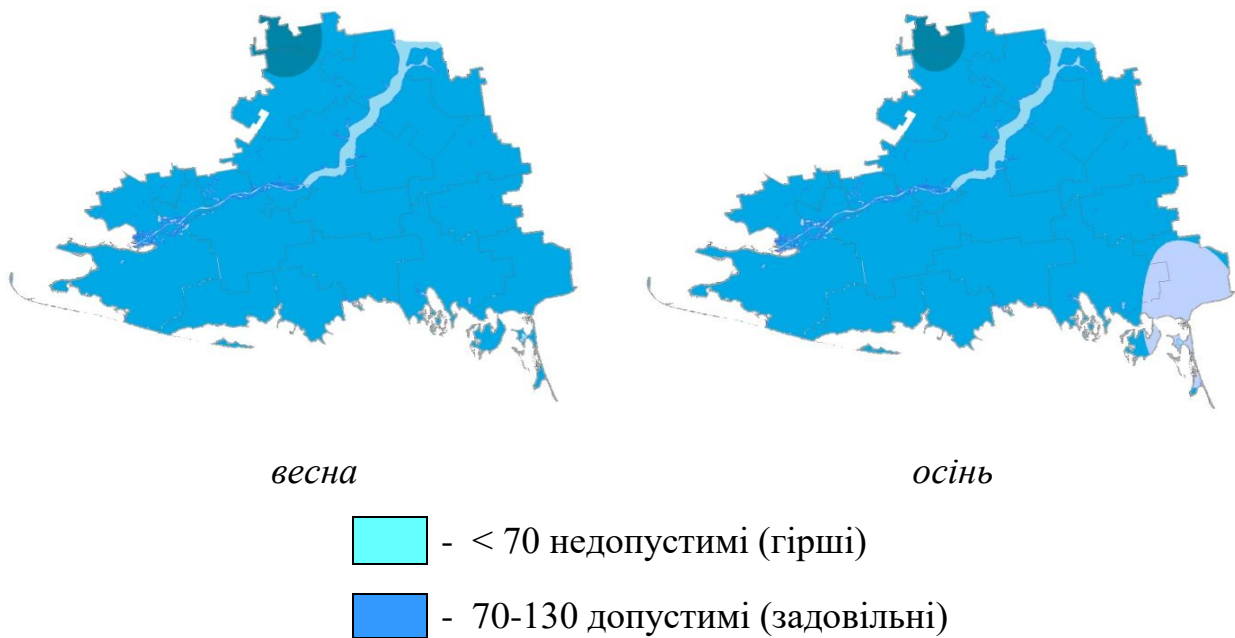 весна
осінь
- < 70 недопустимі (гірші)
- 70-130 допустимі (задовільні)